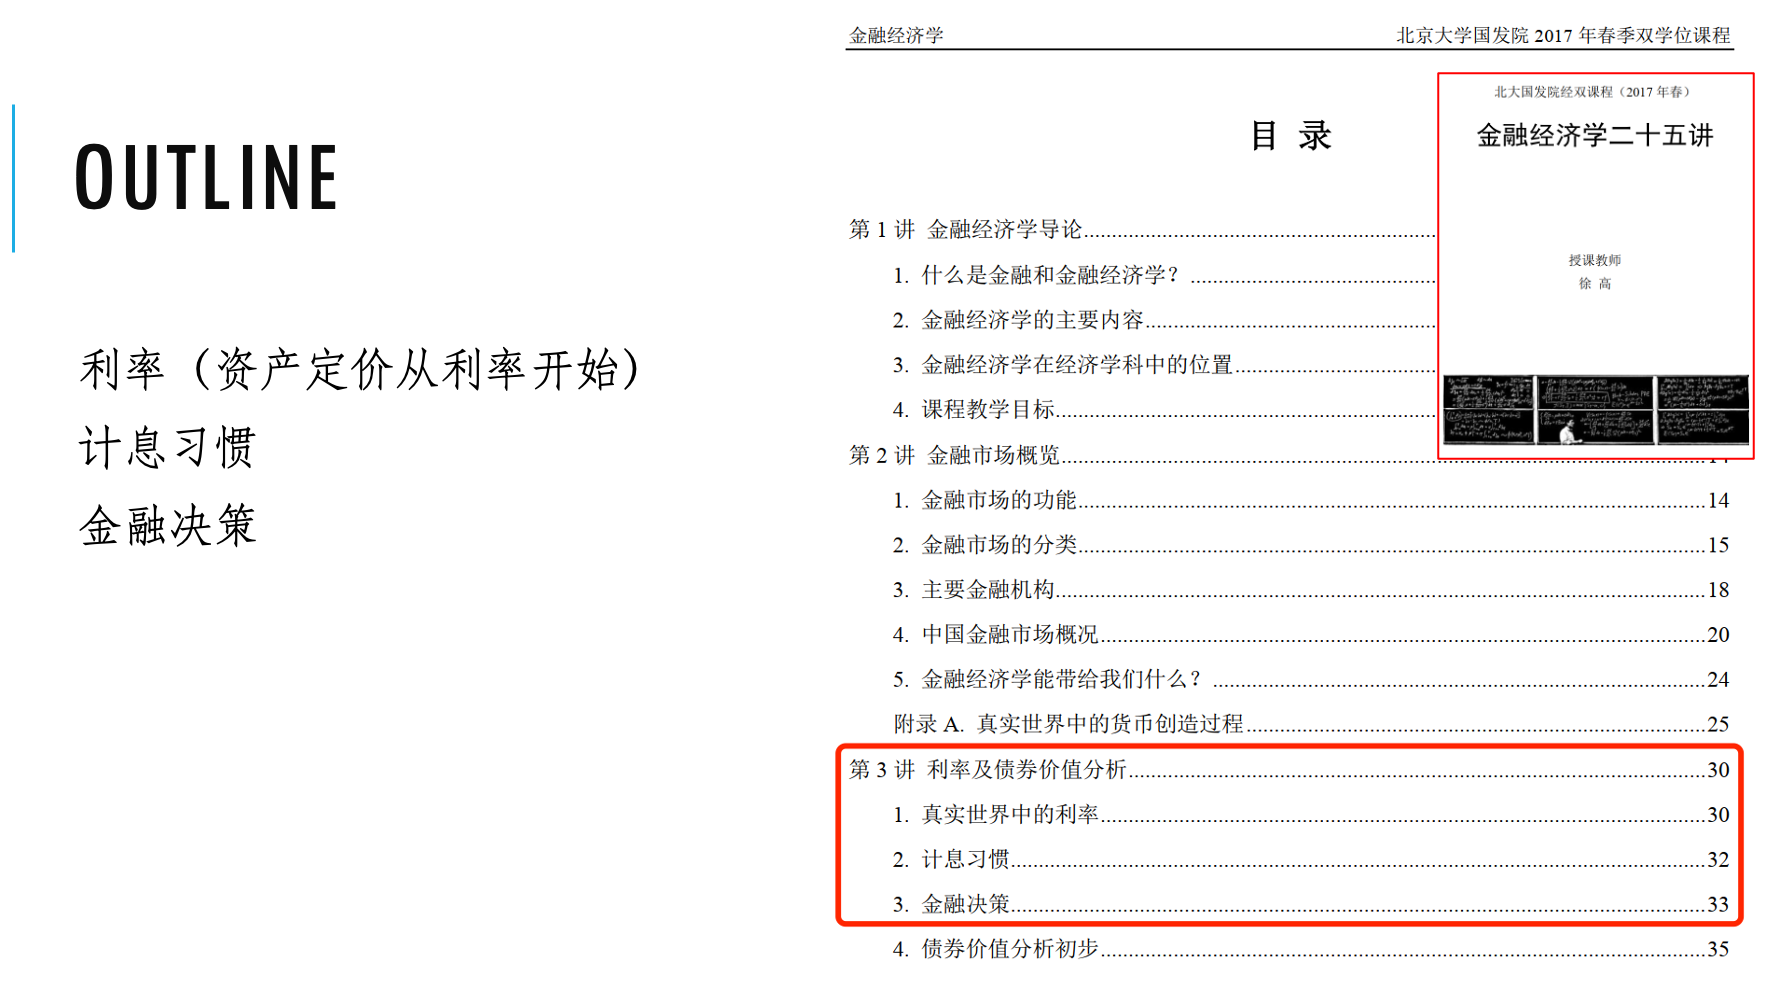 OUTLINE
利率（资产定价从利率开始）
计息习惯
金融决策
金融经济学 北京大学国发院 2017 年春季双学位课程
目 录
北大国发院经双课程（2017 年春）
金融经济学二十五讲
授课教师
徐 高
第 1 讲 金融经济学导论
1. 什么是金融和金融经济学？
2. 金融经济学的主要内容
3. 金融经济学在经济学科中的位置
4. 课程教学目标
第 2 讲 金融市场概览
1. 金融市场的功能 14
2. 金融市场的分类 15
3. 主要金融机构 18
4. 中国金融市场概况 20
5. 金融经济学能带给我们什么？ 24
附录 A. 真实世界中的货币创造过程 25
第 3 讲 利率及债券价值分析 30
1. 真实世界中的利率 30
2. 计息习惯 32
3. 金融决策 33
4. 债券价值分析初步 35